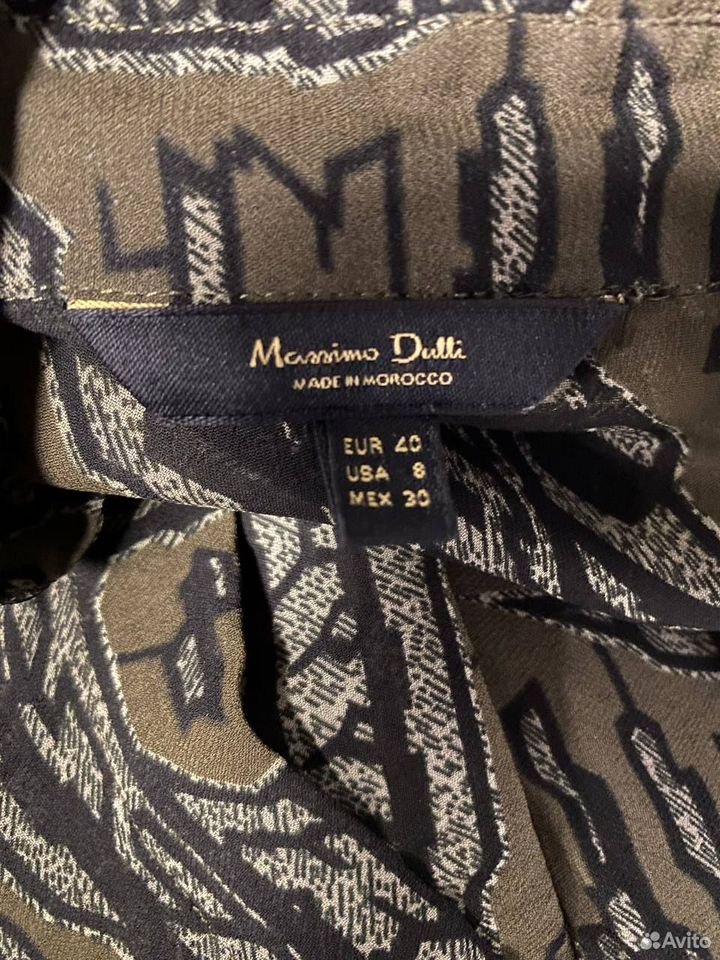 Massimo Dutti
MADE IN MOROCCO
EUR 40
USA 8
MEX 30
Avito